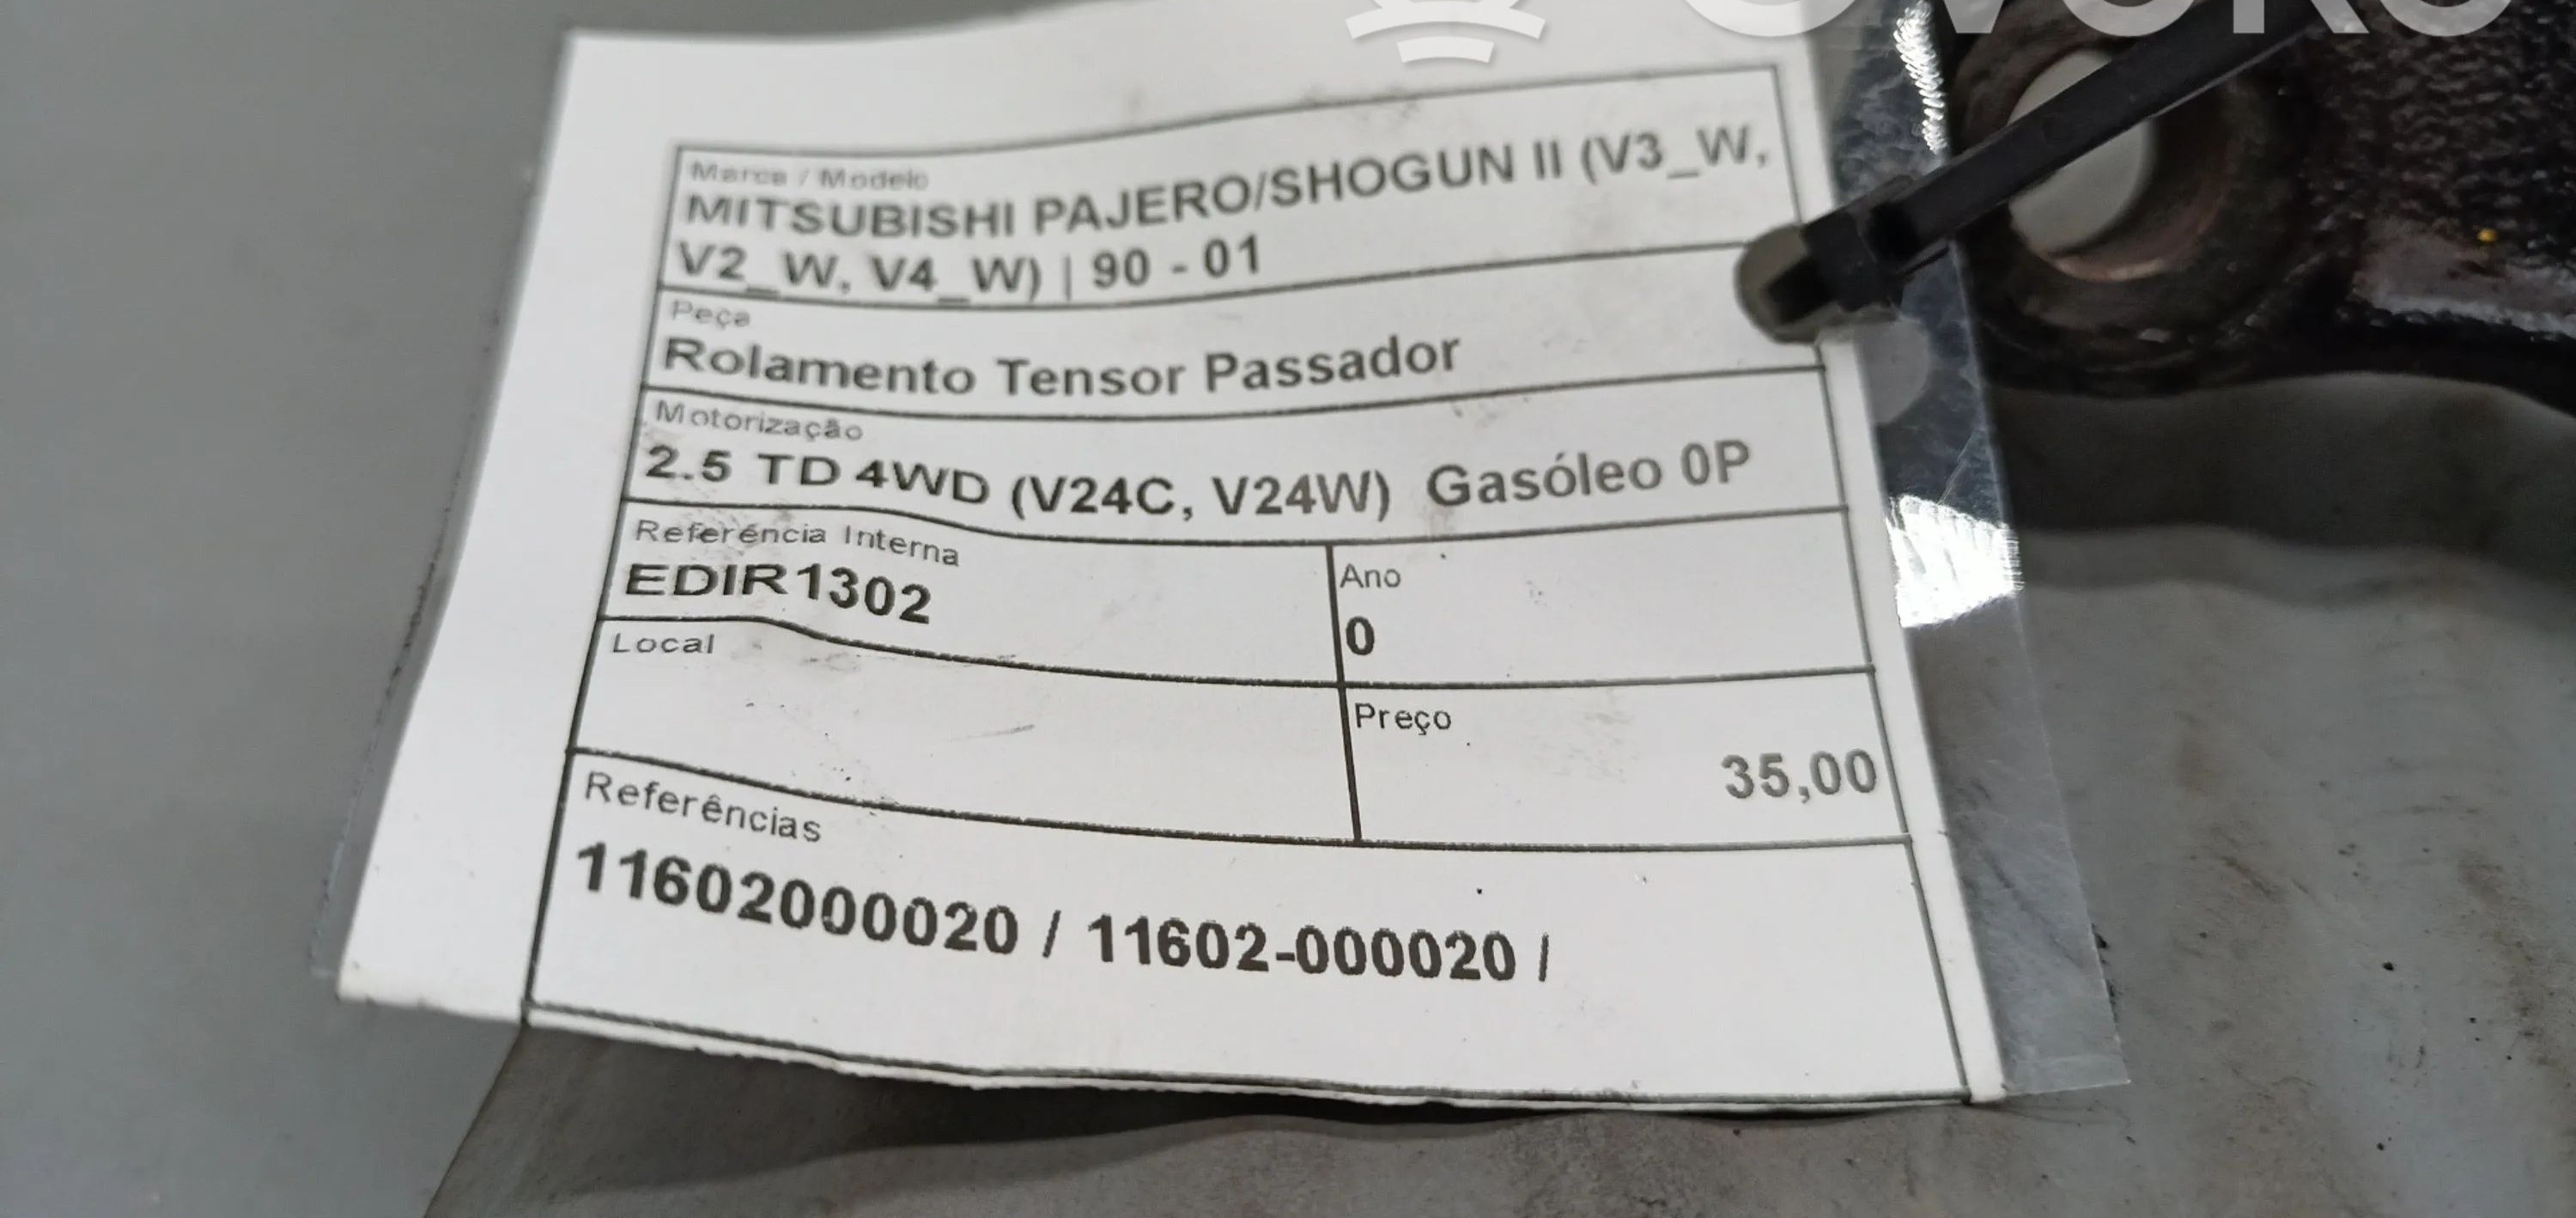 Marca / Modelo
MITSUBISHI PAJERO/SHOGUN II (V3_W,
V2_W, V4_W) | 90 - 01
Peça
Rolamento Tensor Passador
Motorização
2.5 TD 4WD (V24C, V24W) Gasóleo 0P
Referência Interna
EDIR1302
Ano
0
Local
Preço
35,00
Referências
11602000020 / 11602-000020 /